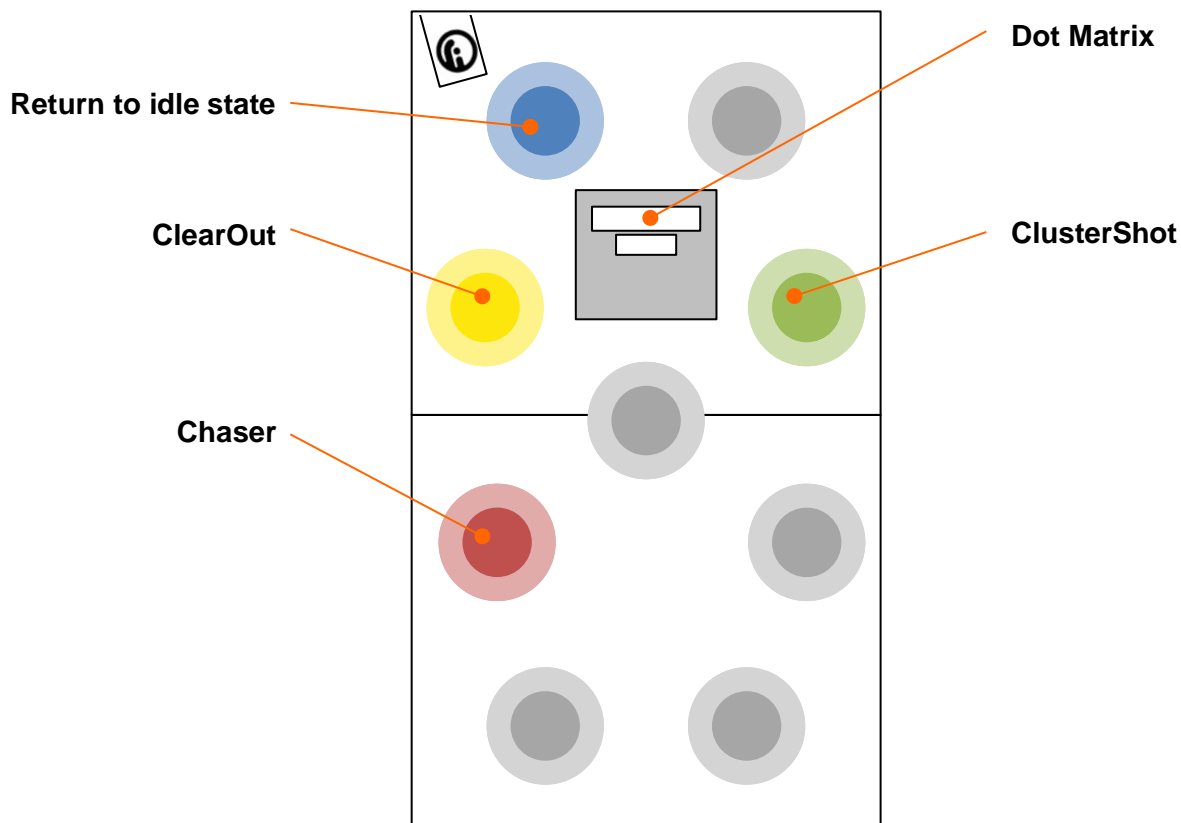 Dot Matrix
Return to idle state
ClearOut
ClusterShot
Chaser